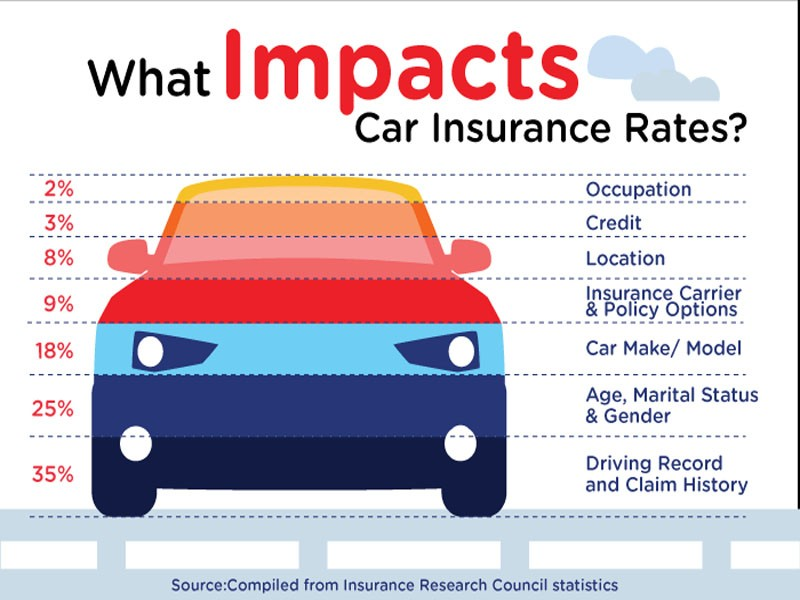 What Impacts
Car Insurance Rates?
2% Occupation
3% Credit
8% Location
9% Insurance Carrier
& Policy Options
18% Car Make/ Model
25% Age, Marital Status
& Gender
35% Driving Record
and Claim History
Source:Compiled from Insurance Research Council statistics